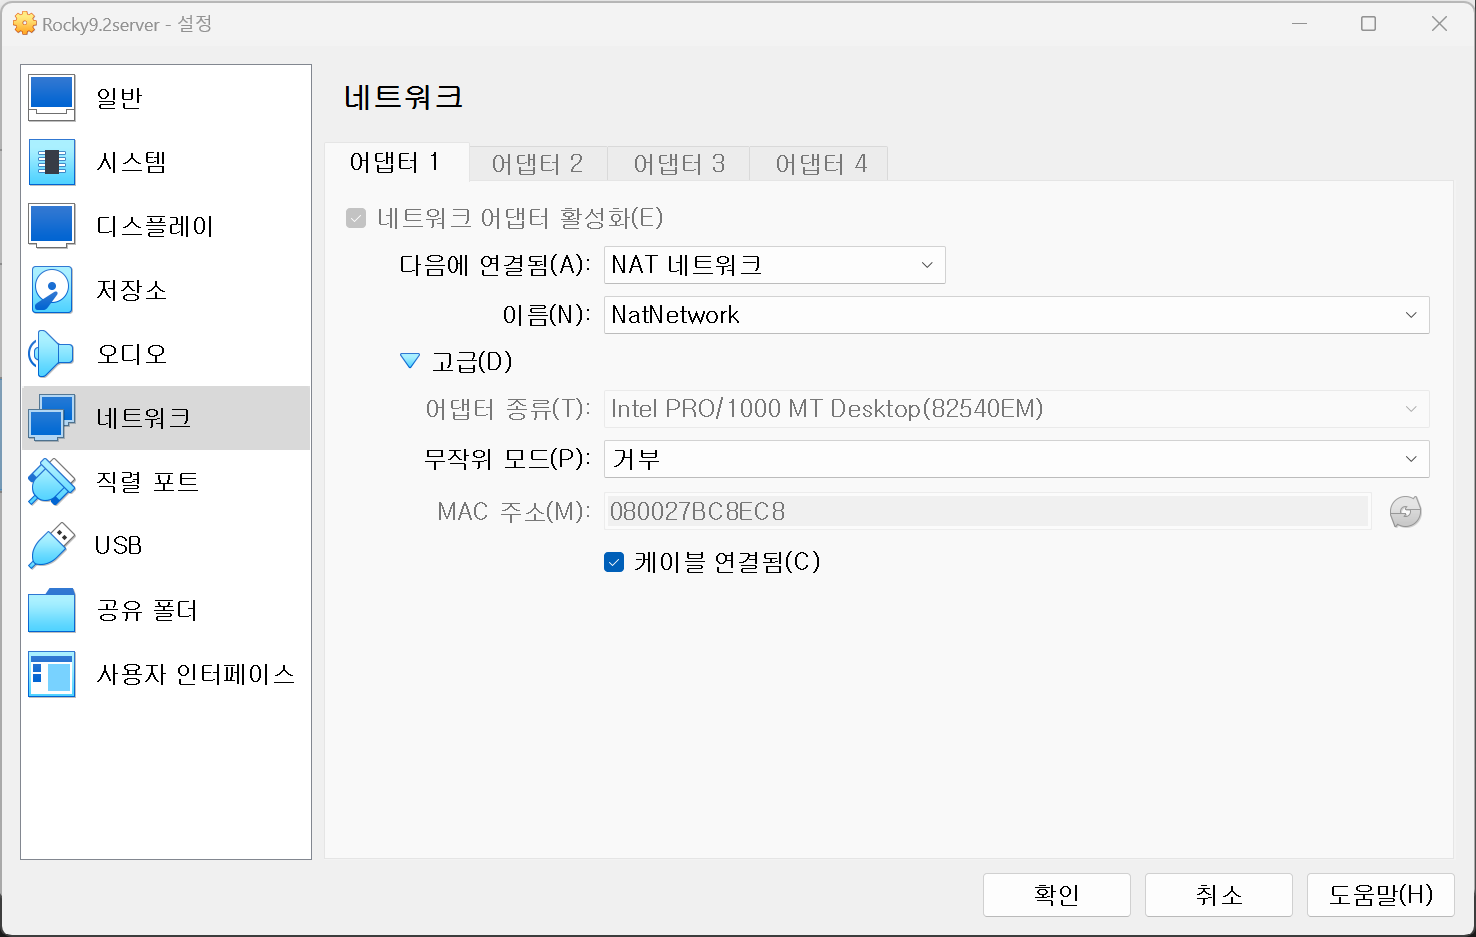 Rocky9.2server - 설정
일반
시스템
디스플레이
저장소
오디오
네트워크
직렬 포트
USB
공유 폴더
사용자 인터페이스
네트워크
어댑터 1 어댑터 2 어댑터 3 어댑터 4
네트워크 어댑터 활성화(E)
다음에 연결됨(A): NAT 네트워크
이름(N): NatNetwork
고급(D)
어댑터 종류(T): Intel PRO/1000 MT Desktop(82540EM)
무작위 모드(P): 거부
MAC 주소(M): 080027BC8EC8
케이블 연결됨(C)
확인 취소 도움말(H)